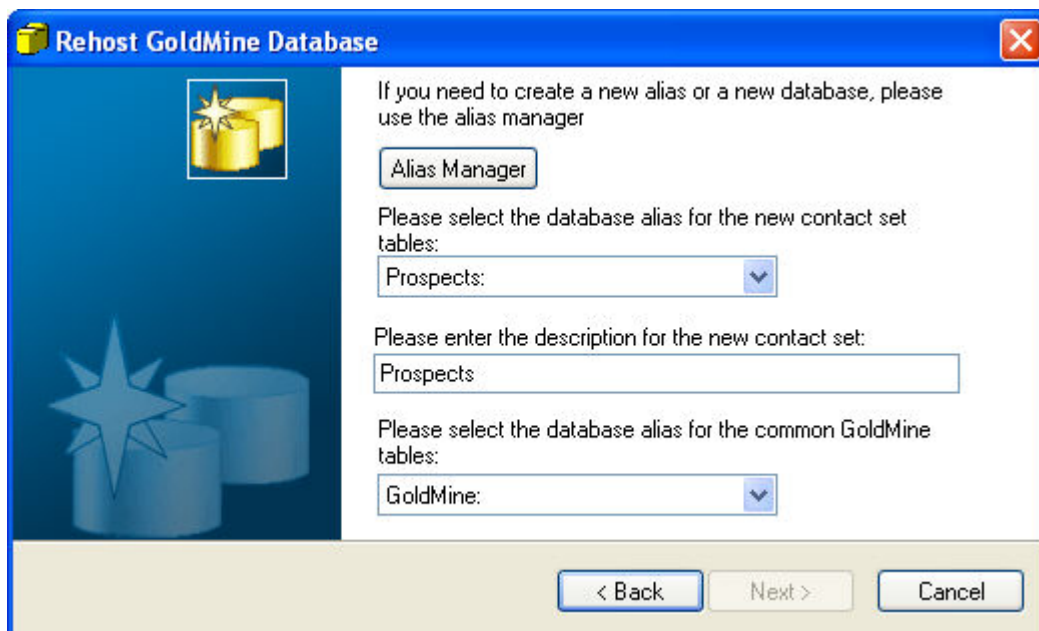 Rehost GoldMine Database
If you need to create a new alias or a new database, please
use the alias manager
Alias Manager
Please select the database alias for the new contact set
tables:
Prospects:
Please enter the description for the new contact set:
Prospects
Please select the database alias for the common GoldMine
tables:
GoldMine:
< Back
Next >
Cancel